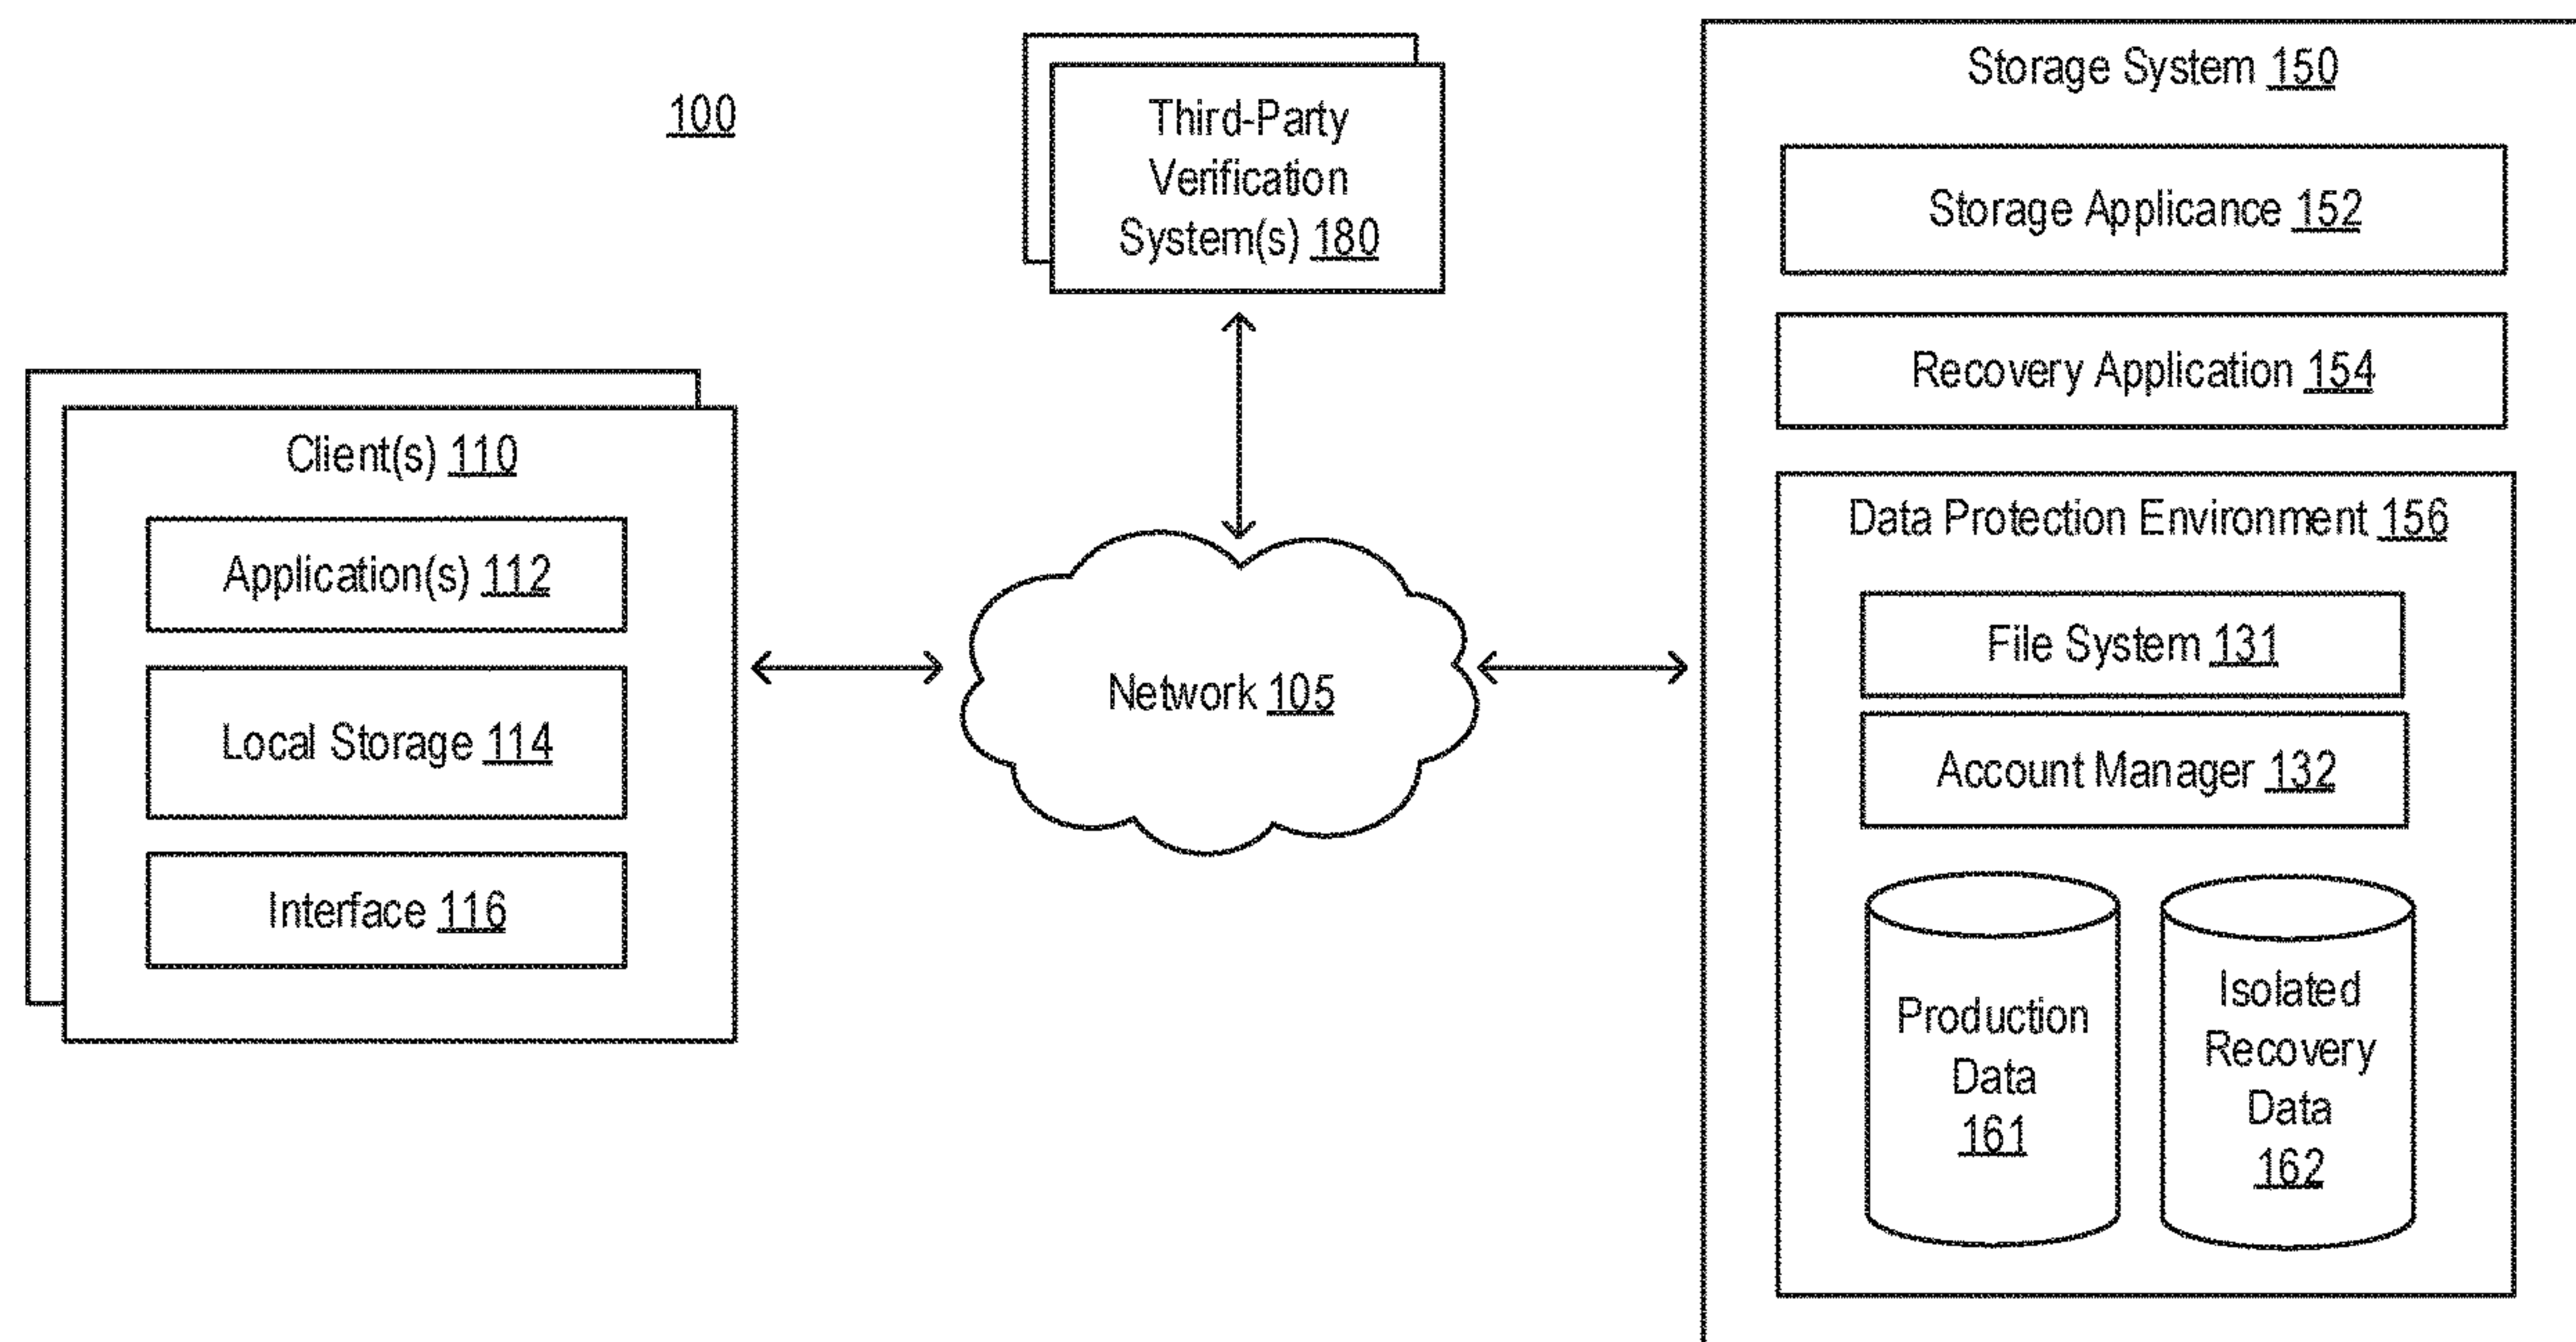 100
Third-Party
Verification
System(s) 180
Client(s) 110
Application(s) 112
Local Storage 114
Interface 116
Network 105
Storage System 150
Storage Applicance 152
Recovery Application 154
Data Protection Environment 156
File System 131
Account Manager 132
Production
Data
161
Isolated
Recovery
Data
162